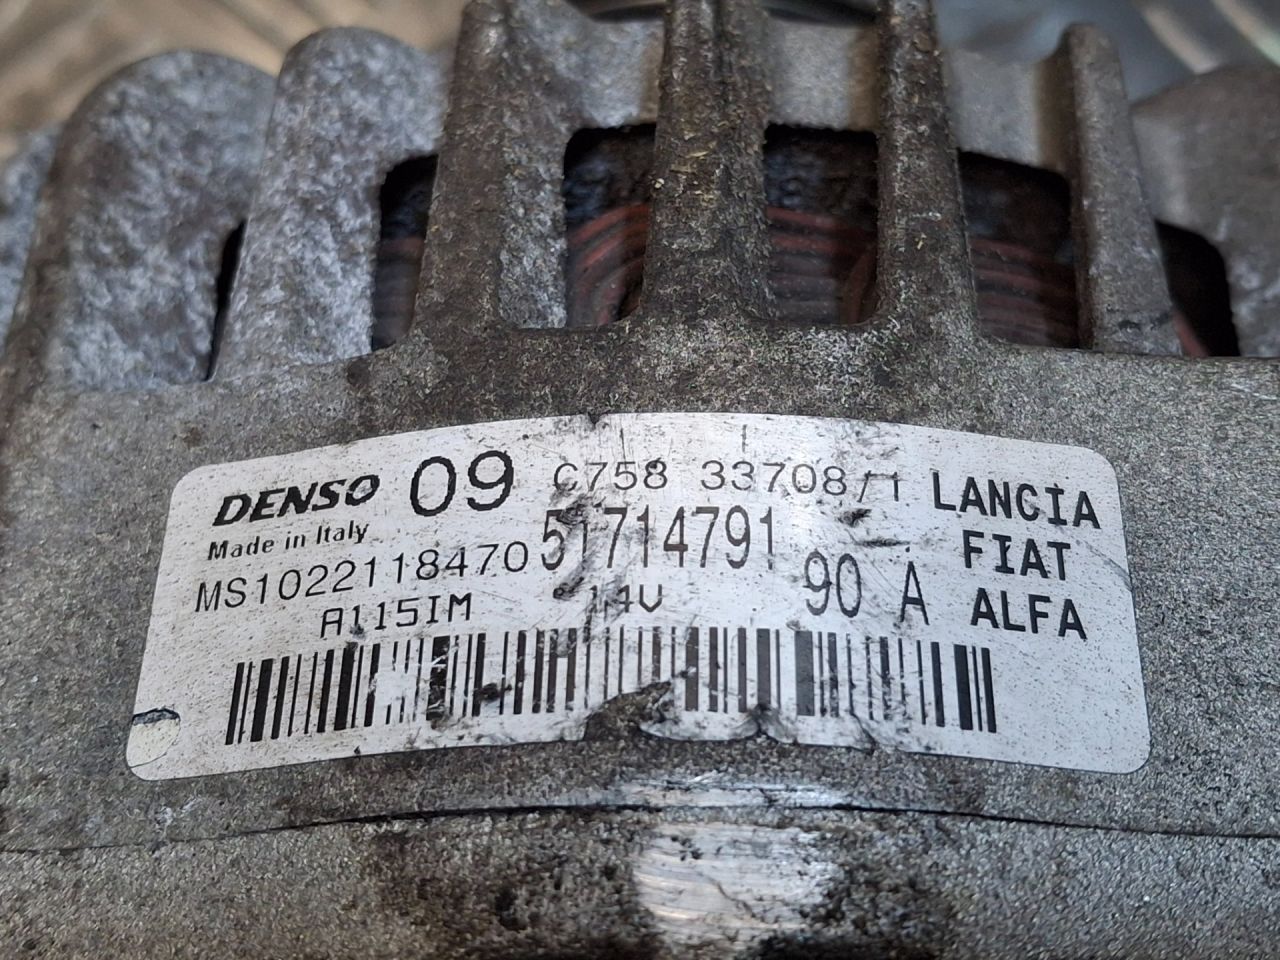 DENSO 09 C758 33708/1 LANCIA
Made in Italy 51714791 FIAT
MS1022118470 90 A ALFA
A115IM 14V